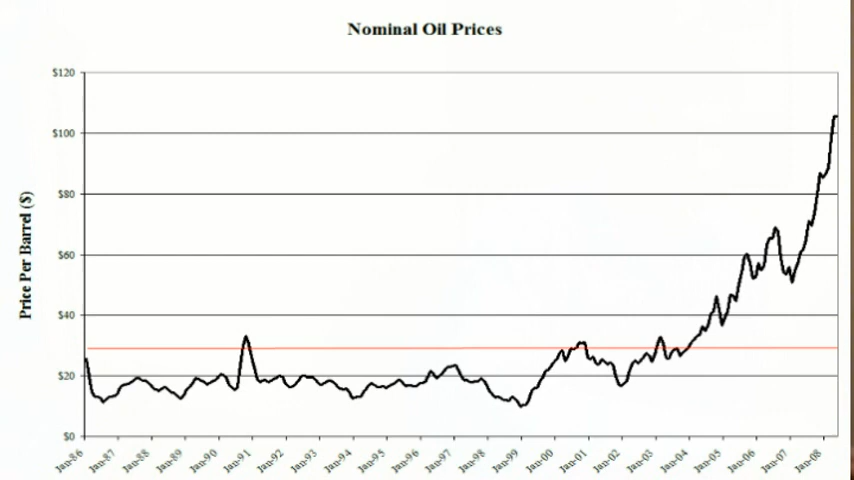 Nominal Oil Prices
Price Per Barrel ($)
$120
$100
$80
$60
$40
$20
$0
Jan-86
Jan-87
Jan-88
Jan-89
Jan-90
Jan-91
Jan-92
Jan-93
Jan-94
Jan-95
Jan-96
Jan-97
Jan-98
Jan-99
Jan-00
Jan-01
Jan-02
Jan-03
Jan-04
Jan-05
Jan-06
Jan-07
Jan-08